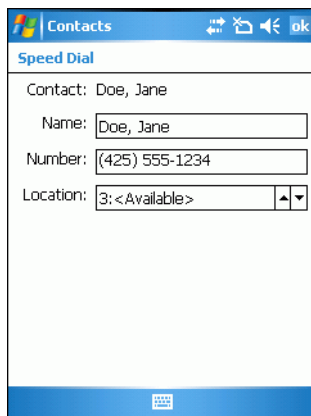 Contacts ok
Speed Dial
Contact: Doe, Jane
Name: Doe, Jane
Number: (425) 555-1234
Location: 3:<Available>